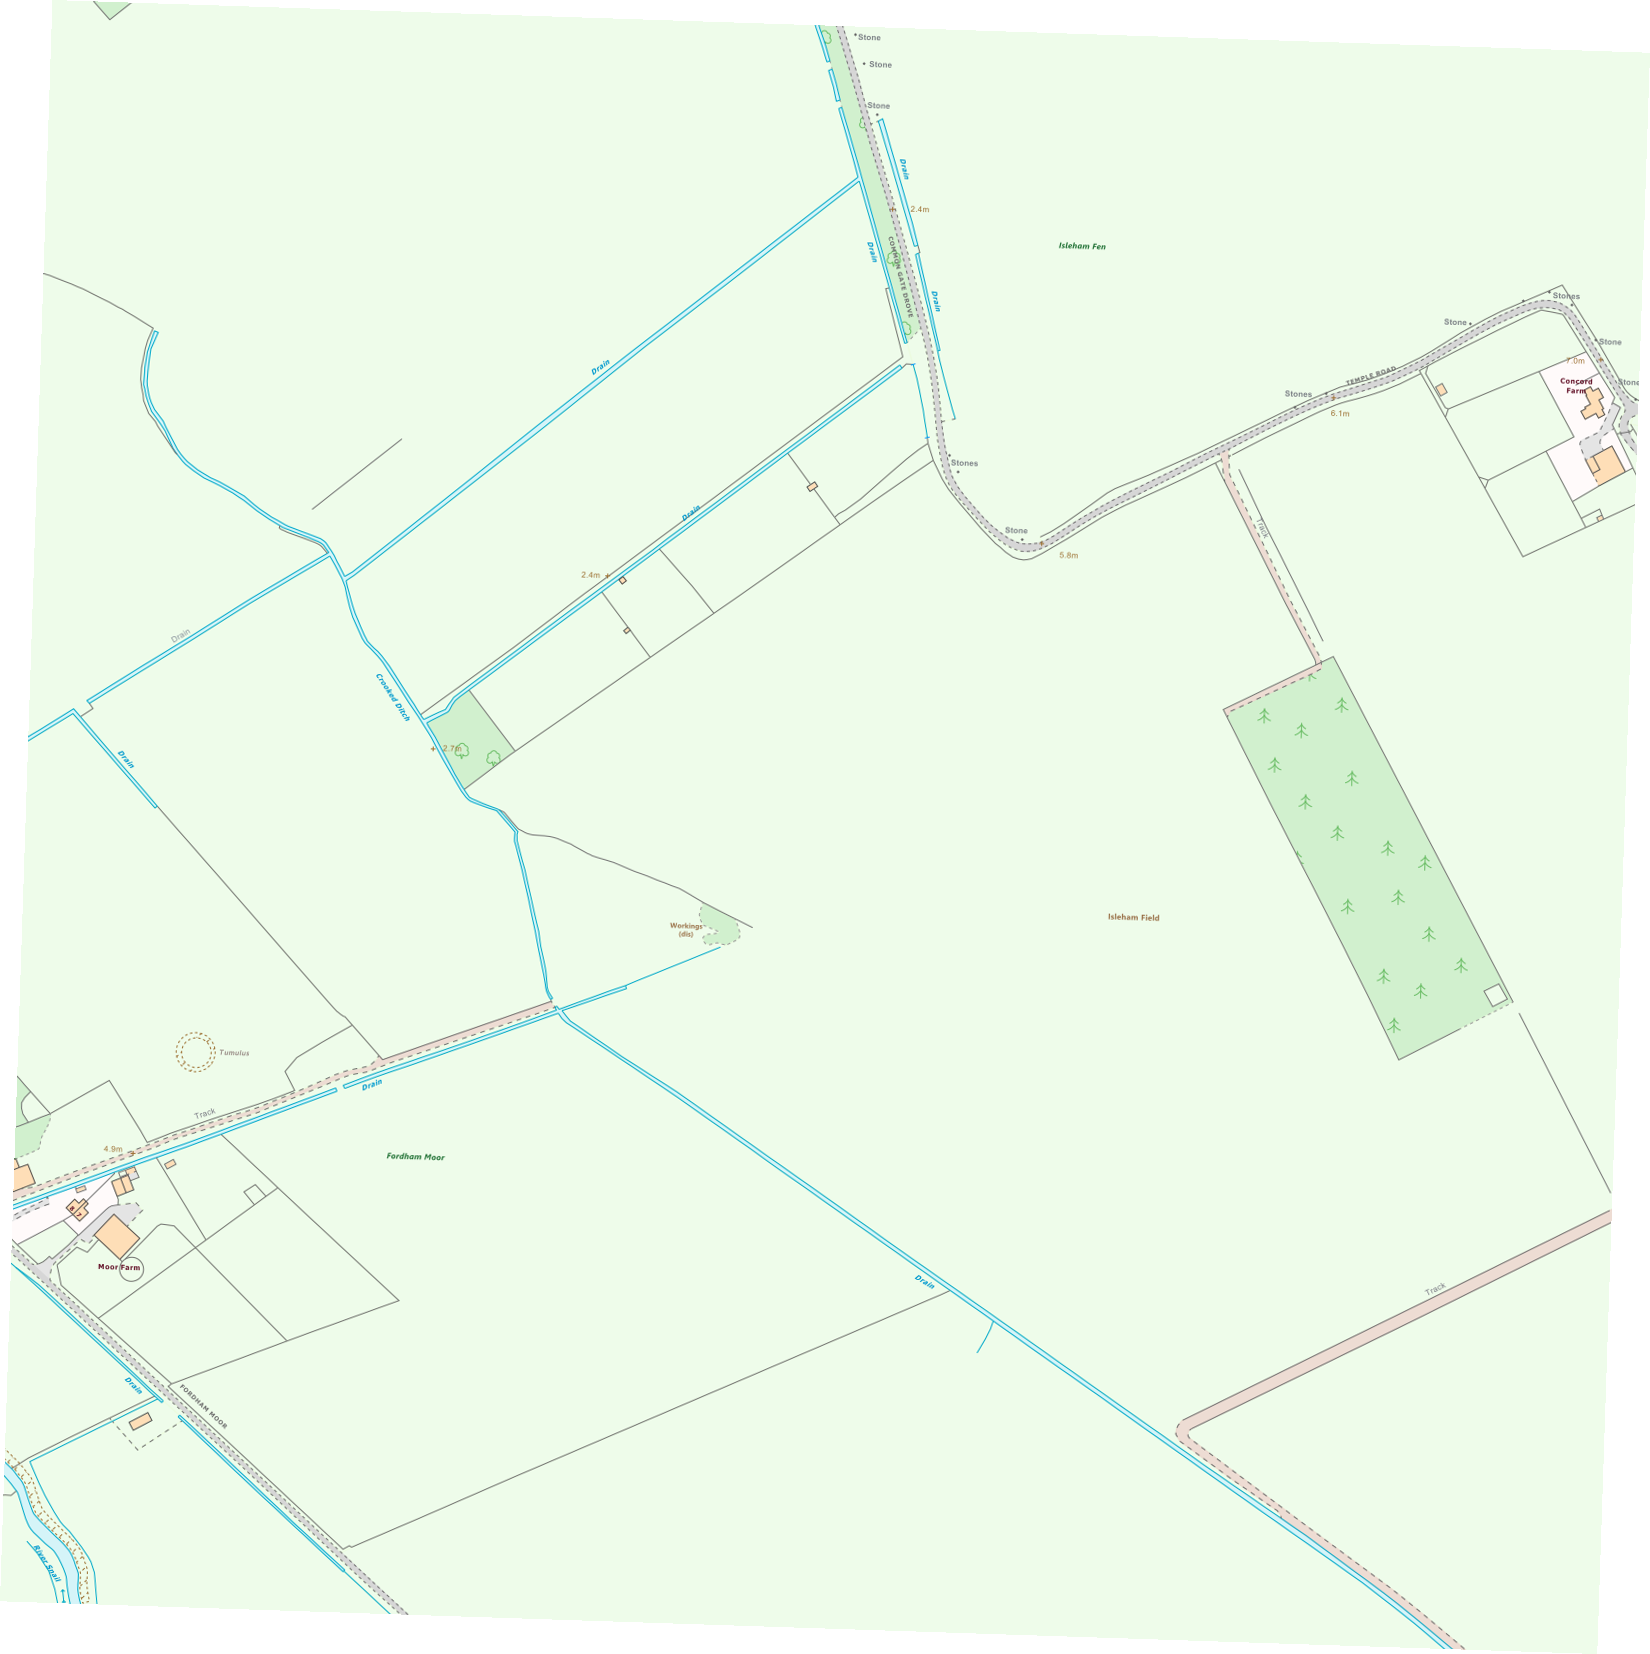 Stone
Stone
Stone
Drain
2.4m
COMMON GATE DROVE
Isleham Fen
Drain
Drain
Stones
Stone
Stone
7.0m
Drain
TEMPLE ROAD
Concord
Farm
Stone
Stones
6.1m
Stones
Drain
Track
Stone
5.8m
2.4m
Drain
Crooked Ditch
2.7m
Drain
Isleham Field
Workings
(dis)
Tumulus
Drain
Track
4.9m
Fordham Moor
8
7
Moor Farm
Drain
Track
Drain
FORDHAM MOOR
River Snail